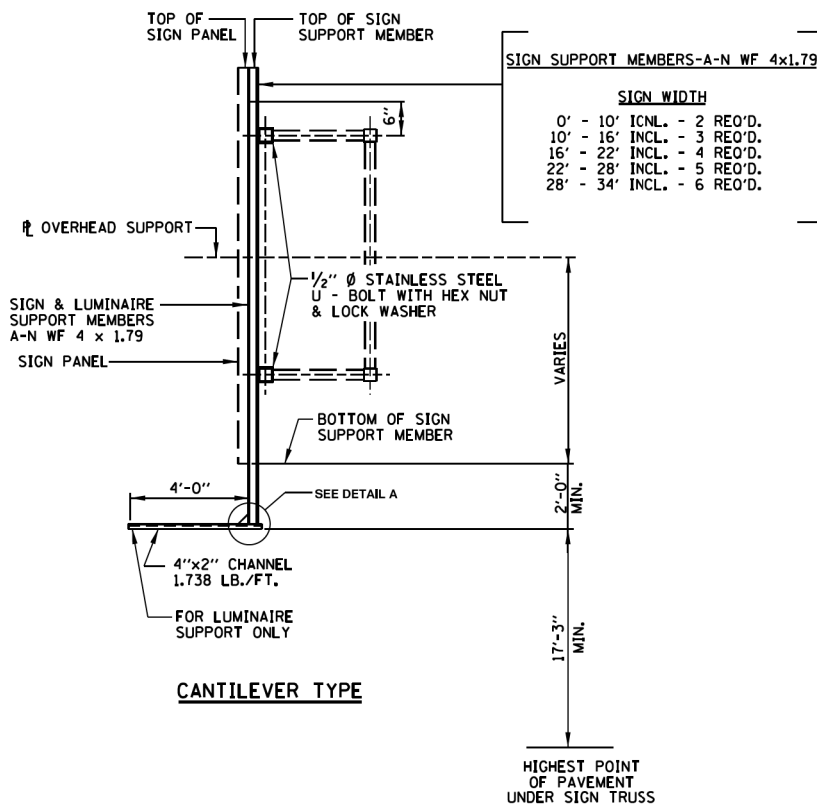 TOP OF
SIGN PANEL
TOP OF SIGN
SUPPORT MEMBER
SIGN SUPPORT MEMBERS-A-N WF 4x1.79
SIGN WIDTH
0' - 10' ICNL. - 2 REQ'D.
10' - 16' INCL. - 3 REQ'D.
16' - 22' INCL. - 4 REQ'D.
22' - 28' INCL. - 5 REQ'D.
28' - 34' INCL. - 6 REQ'D.
6"
℄ OVERHEAD SUPPORT
1/2" Ø STAINLESS STEEL
U - BOLT WITH HEX NUT
& LOCK WASHER
SIGN & LUMINAIRE
SUPPORT MEMBERS
A-N WF 4 x 1.79
SIGN PANEL
VARIES
BOTTOM OF SIGN
SUPPORT MEMBER
4'-0"
SEE DETAIL A
2'-0"
MIN.
4"x2" CHANNEL
1.738 LB./FT.
FOR LUMINAIRE
SUPPORT ONLY
17'-3"
MIN.
CANTILEVER TYPE
HIGHEST POINT
OF PAVEMENT
UNDER SIGN TRUSS